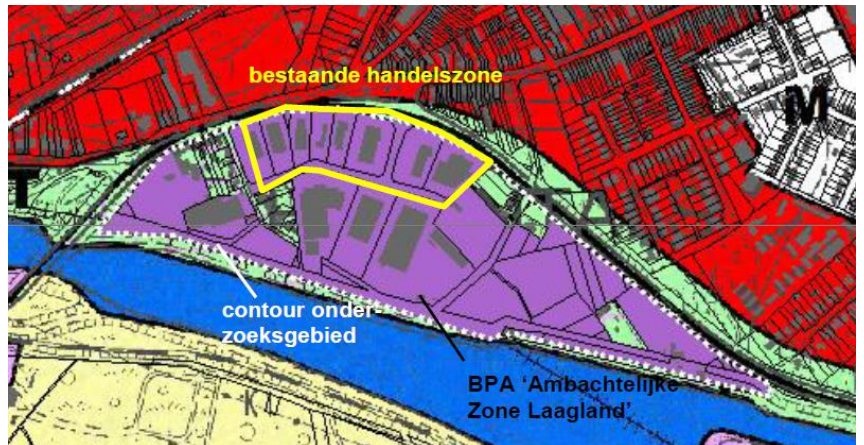 bestaande handelszone
M
contour onder-
zoeksgebied
BPA 'Ambachtelijke
Zone Laagland'